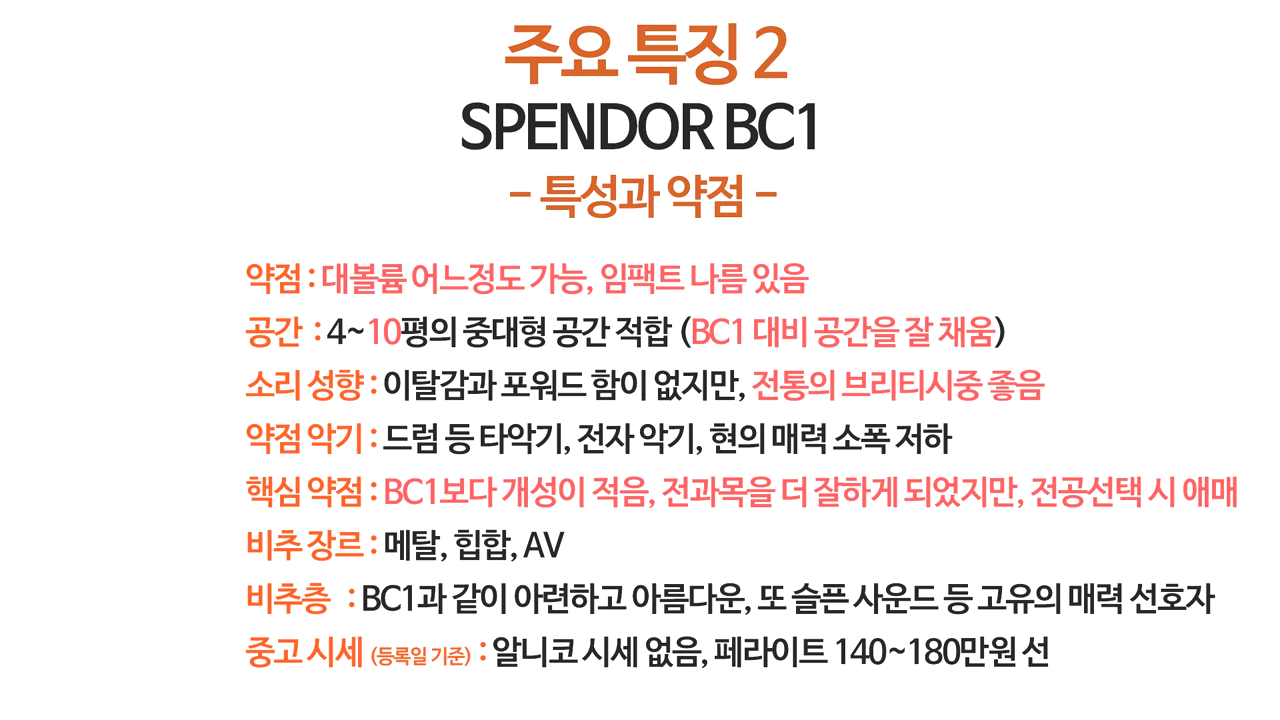 주요 특징 2
SPENDOR BC1
- 특성과 약점 -
약점 : 대볼륨 어느정도 가능, 임팩트 나름 있음
공간 : 4~10평의 중대형 공간 적합 (BC1 대비 공간을 잘 채움)
소리 성향 : 이탈감과 포워드 함이 없지만, 전통의 브리티시중 좋음
약점 악기 : 드럼 등 타악기, 전자 악기, 현의 매력 소폭 저하
핵심 약점 : BC1보다 개성이 적음, 전과목을 더 잘하게 되었지만, 전공선택 시 애매
비추 장르 : 메탈, 힙합, AV
비추층 : BC1과 같이 아련하고 아름다운, 또 슬픈 사운드 등 고유의 매력 선호자
중고 시세 (등록일 기준) : 알니코 시세 없음, 페라이트 140~180만원 선